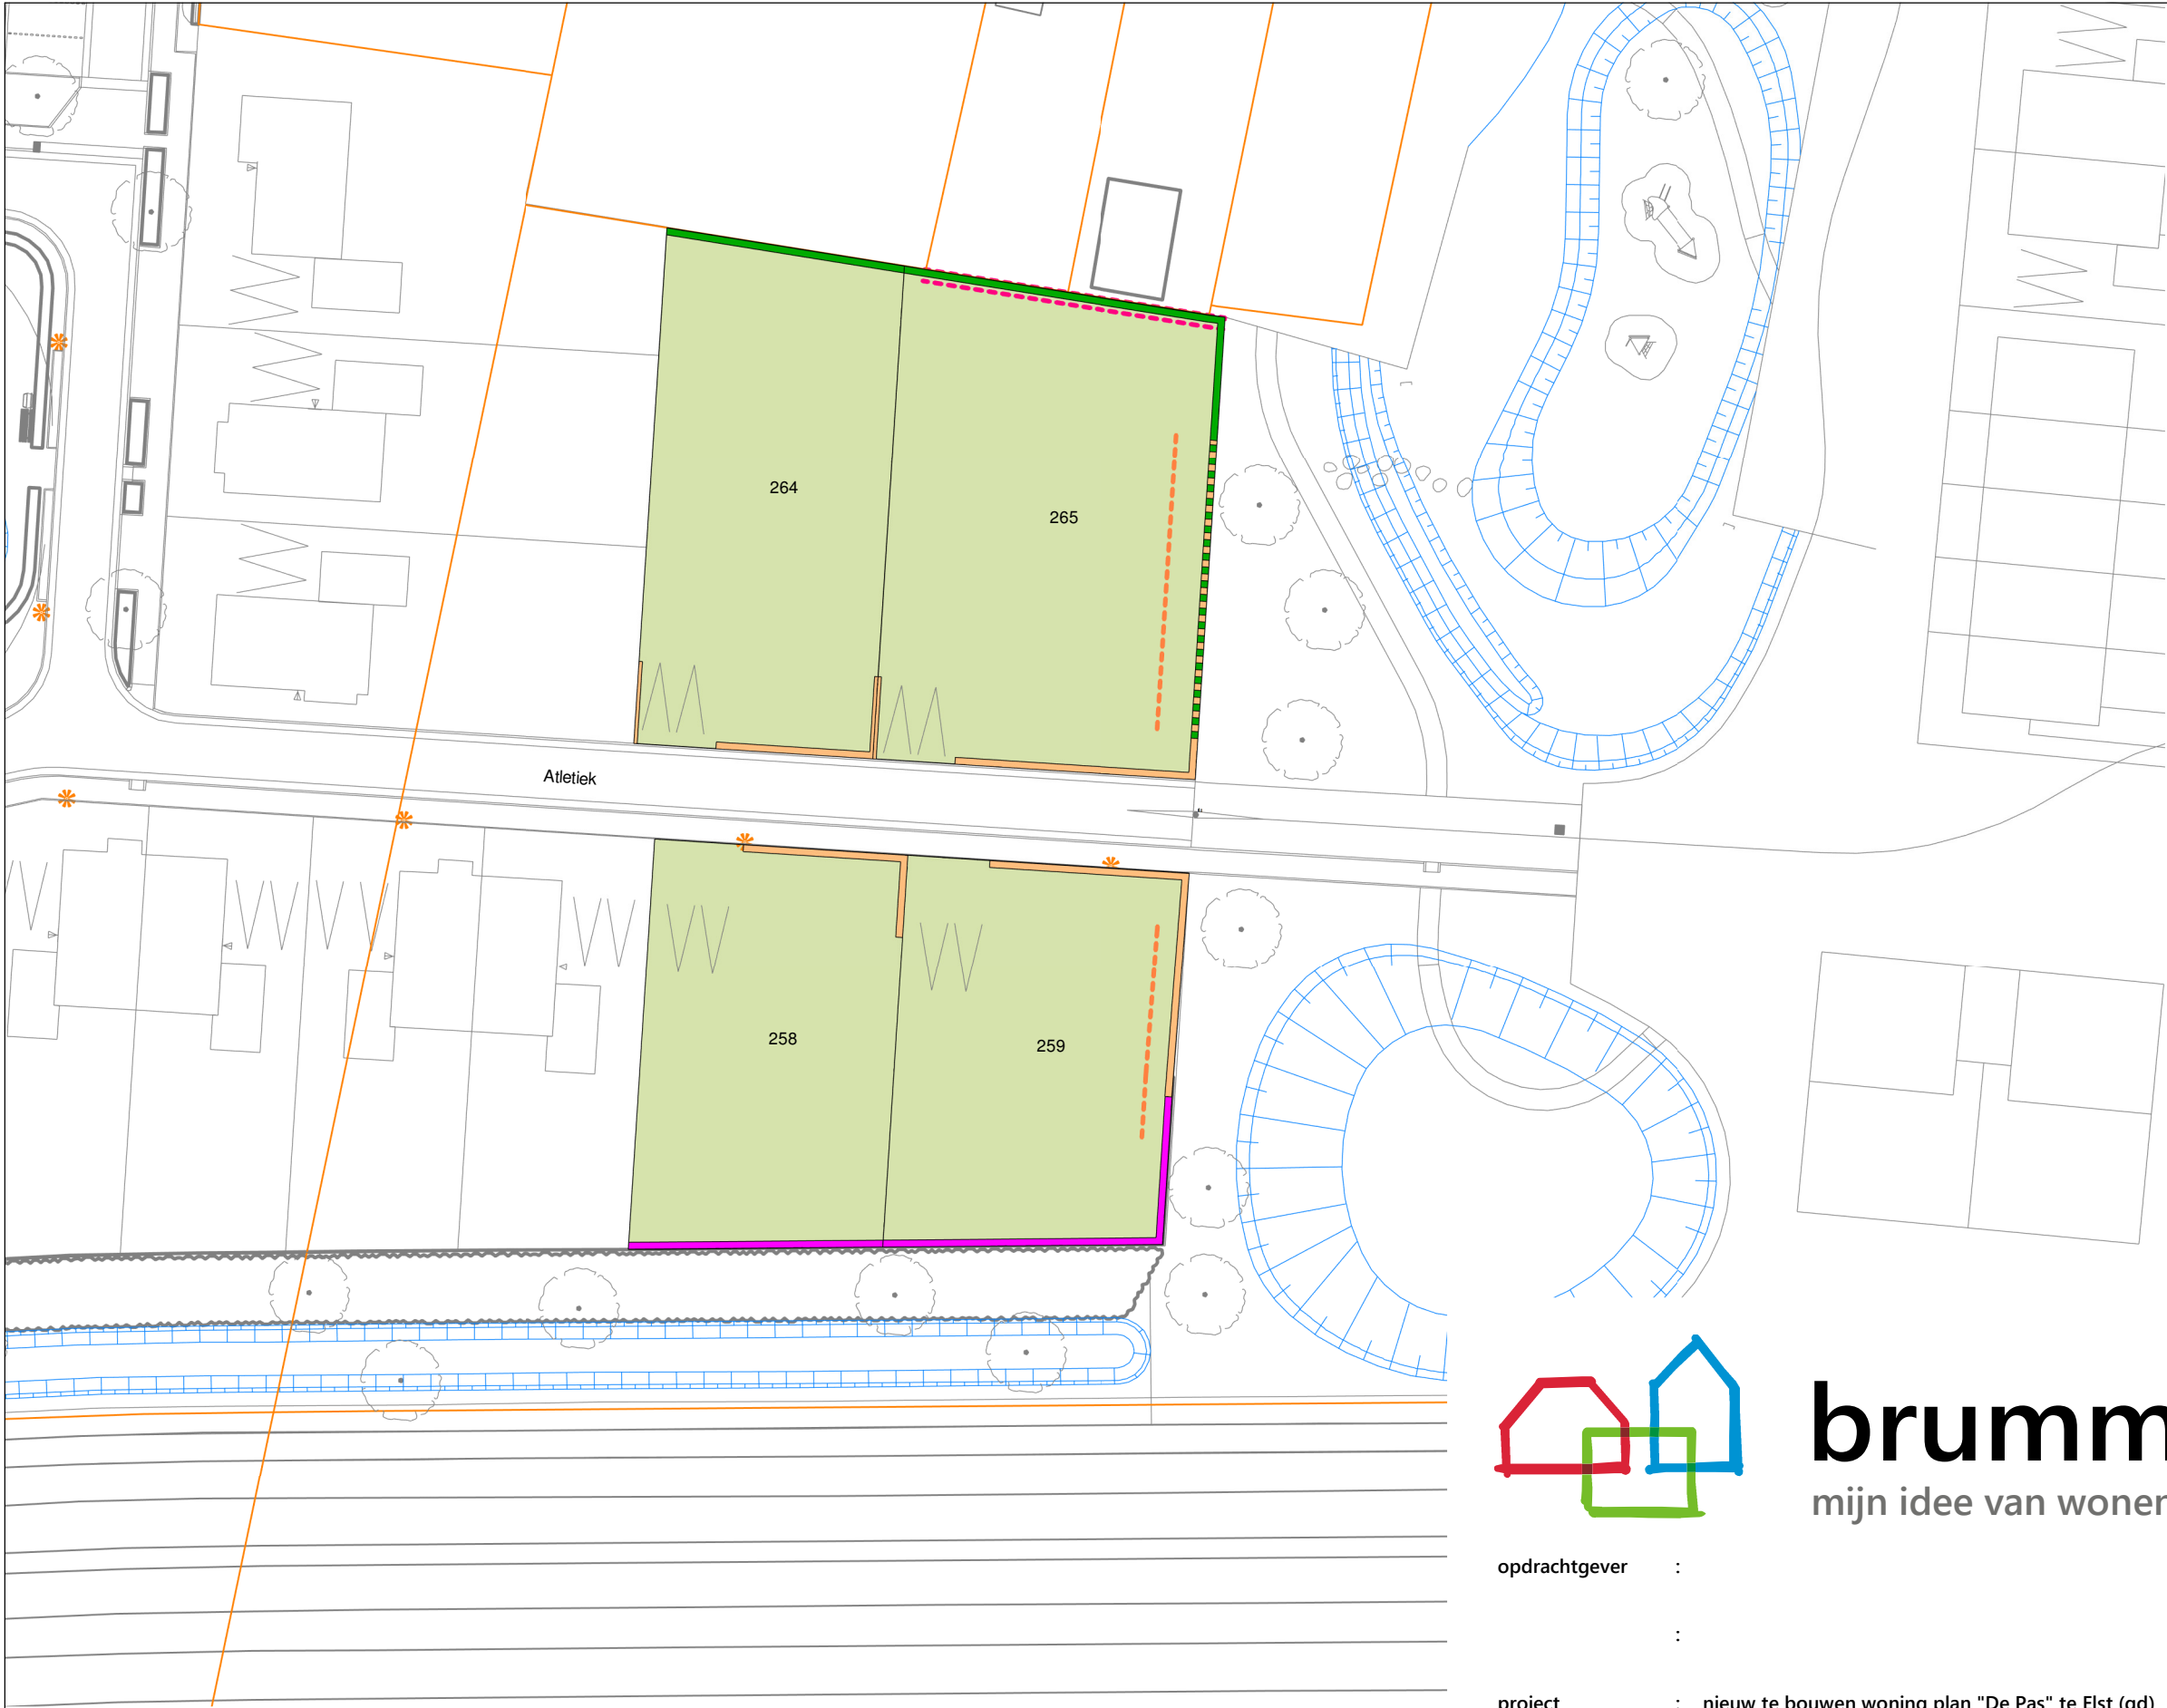 264
265
Atletiek
258
259
brumm
mijn idee van woner
opdrachtgever :
:
project : nieuw te bouwen woning plan "De Pas" te Elst (gd)